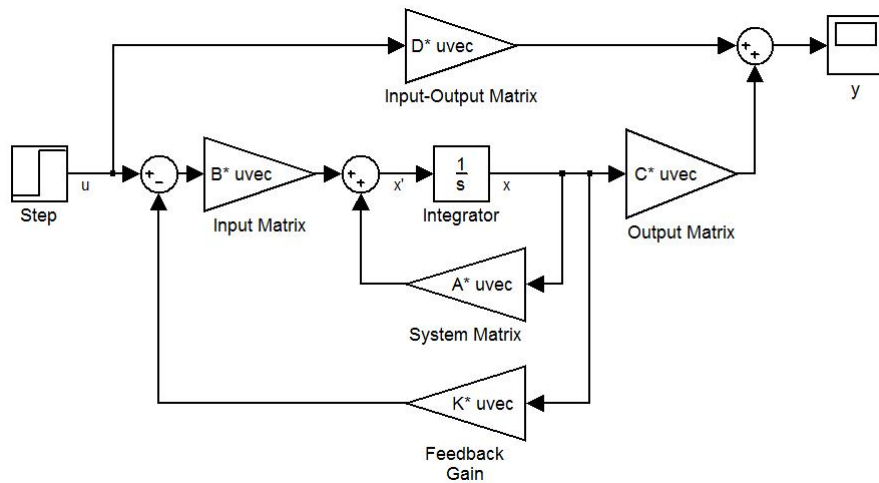 D* uvec
+
+
Input-Output Matrix
y
Step
u
+
−
B* uvec
Input Matrix
+
+
x'
1
s
Integrator
x
C* uvec
Output Matrix
A* uvec
System Matrix
K* uvec
Feedback
Gain